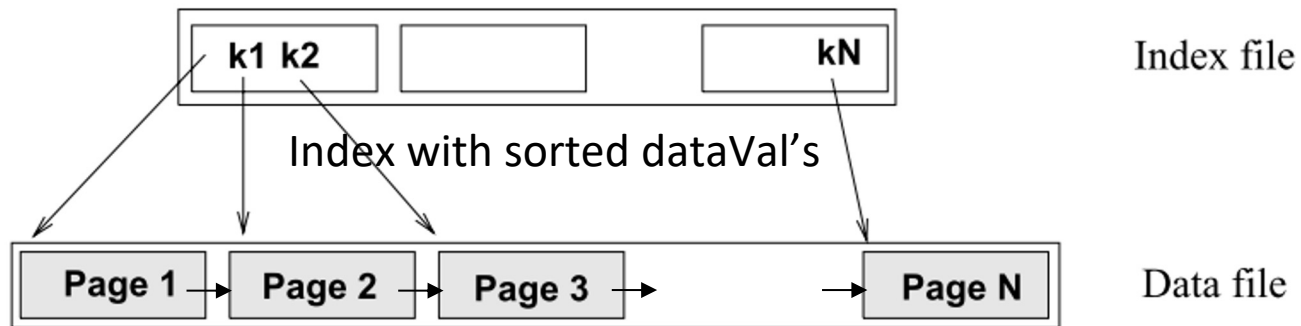 k1 k2 kN Index file
Index with sorted dataVal's
Page 1 Page 2 Page 3 Page N Data file